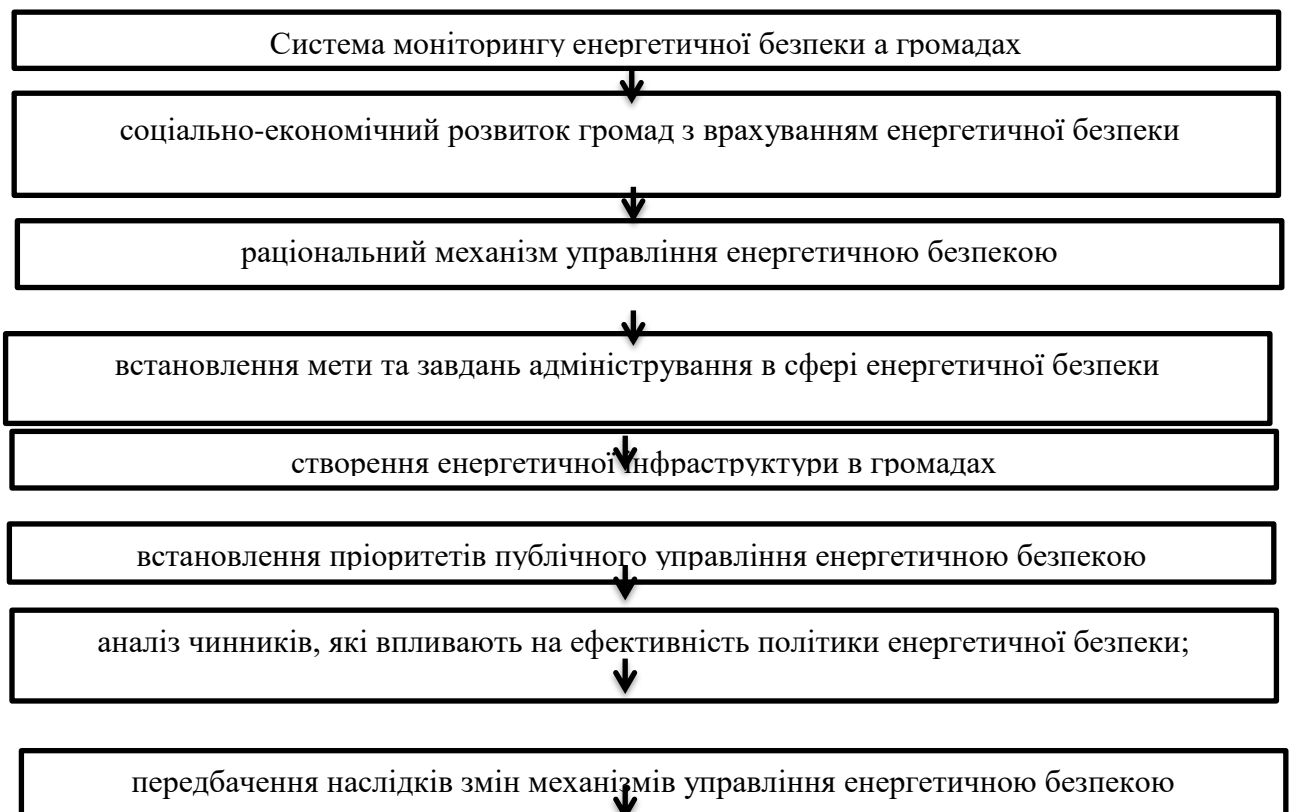 Система моніторингу енергетичної безпеки а громадах
соціально-економічний розвиток громад з врахуванням енергетичної безпеки
раціональний механізм управління енергетичною безпекою
встановлення мети та завдань адміністрування в сфері енергетичної безпеки
створення енергетичної інфраструктури в громадах
встановлення пріоритетів публічного управління енергетичною безпекою
аналіз чинників, які впливають на ефективність політики енергетичної безпеки;
передбачення наслідків змін механізмів управління енергетичною безпекою